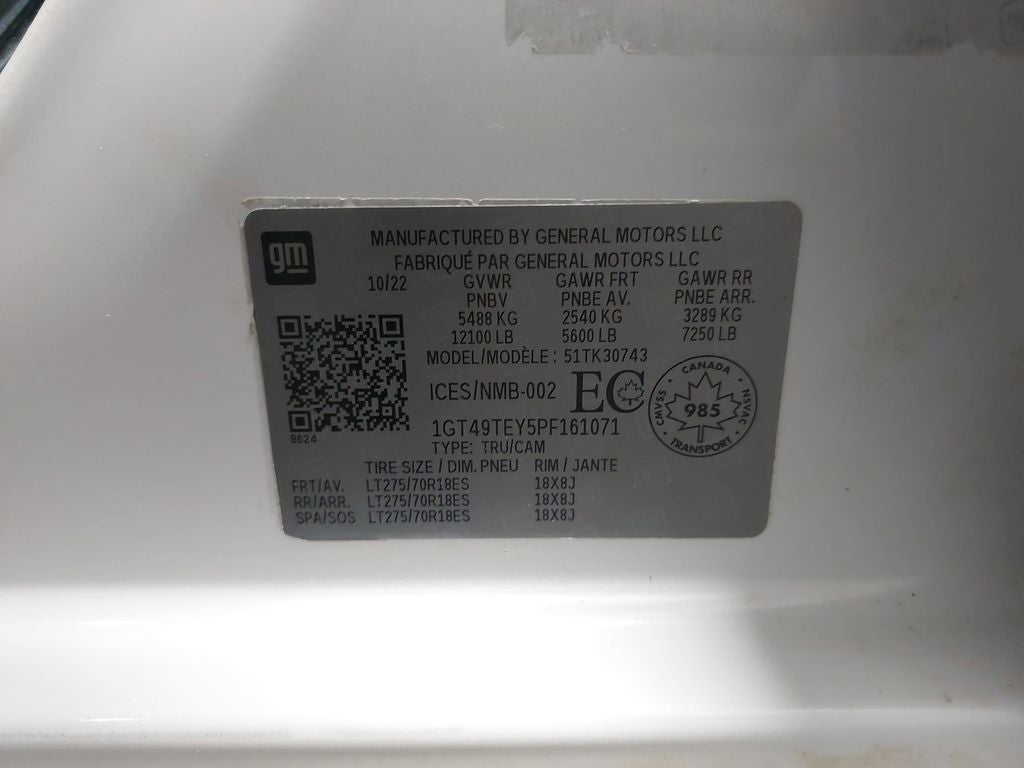 gm
MANUFACTURED BY GENERAL MOTORS LLC
FABRIQUÉ PAR GENERAL MOTORS LLC
10/22 GVWR GAWR FRT GAWR RR
PNBV PNBE AV. PNBE ARR.
5488 KG 2540 KG 3289 KG
12100 LB 5600 LB 7250 LB
MODEL/MODÈLE: 51TK30743
ICES/NMB-002 EC
CANADA
CMVSS 985 NSVAC
TRANSPORT
8624
1GT49TEY5PF161071
TYPE: TRU/CAM
TIRE SIZE / DIM. PNEU RIM / JANTE
FRT/AV. LT275/70R18ES 18X8J
RR/ARR. LT275/70R18ES 18X8J
SPA/SOS LT275/70R18ES 18X8J